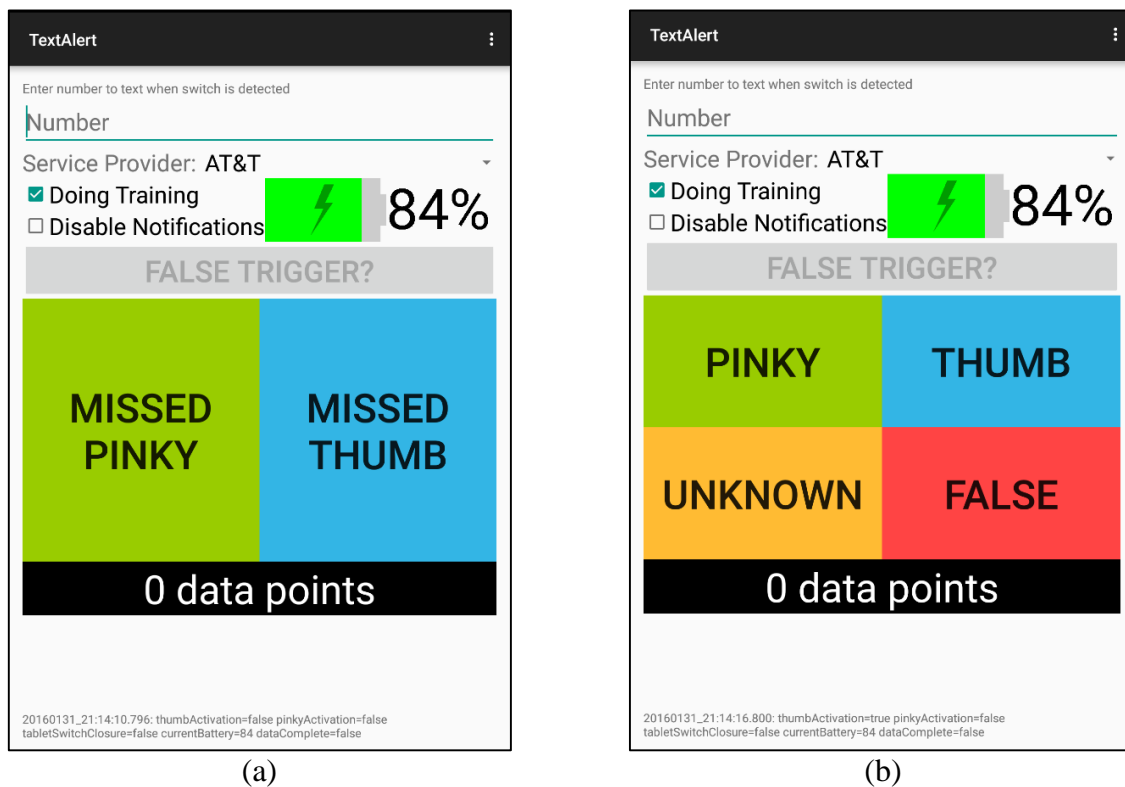 TextAlert
Enter number to text when switch is detected
Number
Service Provider: AT&T
Doing Training
Disable Notifications
84%
FALSE TRIGGER?
MISSED
PINKY
MISSED
THUMB
0 data points
20160131_21:14:10.796: thumbActivation=false pinkyActivation=false
tabletSwitchClosure=false currentBattery=84 dataComplete=false
(a)
TextAlert
Enter number to text when switch is detected
Number
Service Provider: AT&T
Doing Training
Disable Notifications
84%
FALSE TRIGGER?
PINKY
THUMB
UNKNOWN
FALSE
0 data points
20160131_21:14:16.800: thumbActivation=true pinkyActivation=false
tabletSwitchClosure=false currentBattery=84 dataComplete=false
(b)